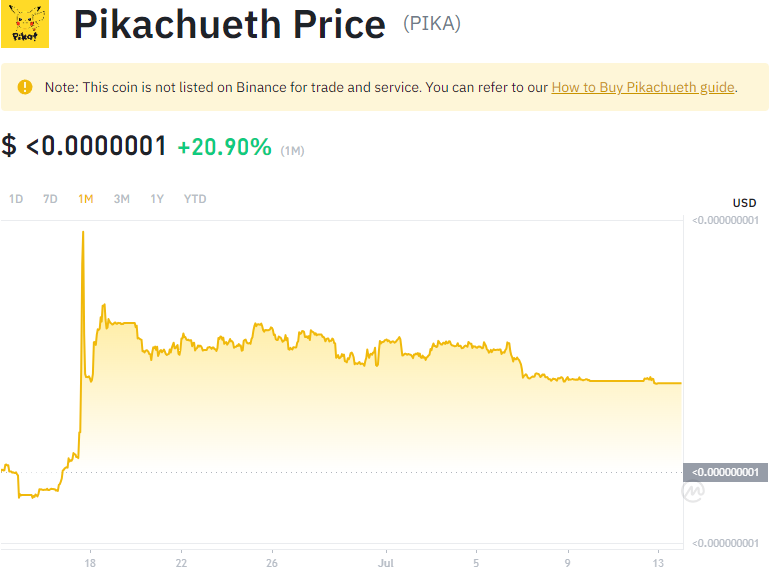 Pika!
Pikachueth Price (PIKA)
Note: This coin is not listed on Binance for trade and service. You can refer to our How to Buy Pikachueth guide.
$ <0.0000001 +20.90% (1M)
1D 7D 1M 3M 1Y YTD
USD
<0.000000001
<0.000000001
<0.000000001
18 22 26 Jul 5 9 13